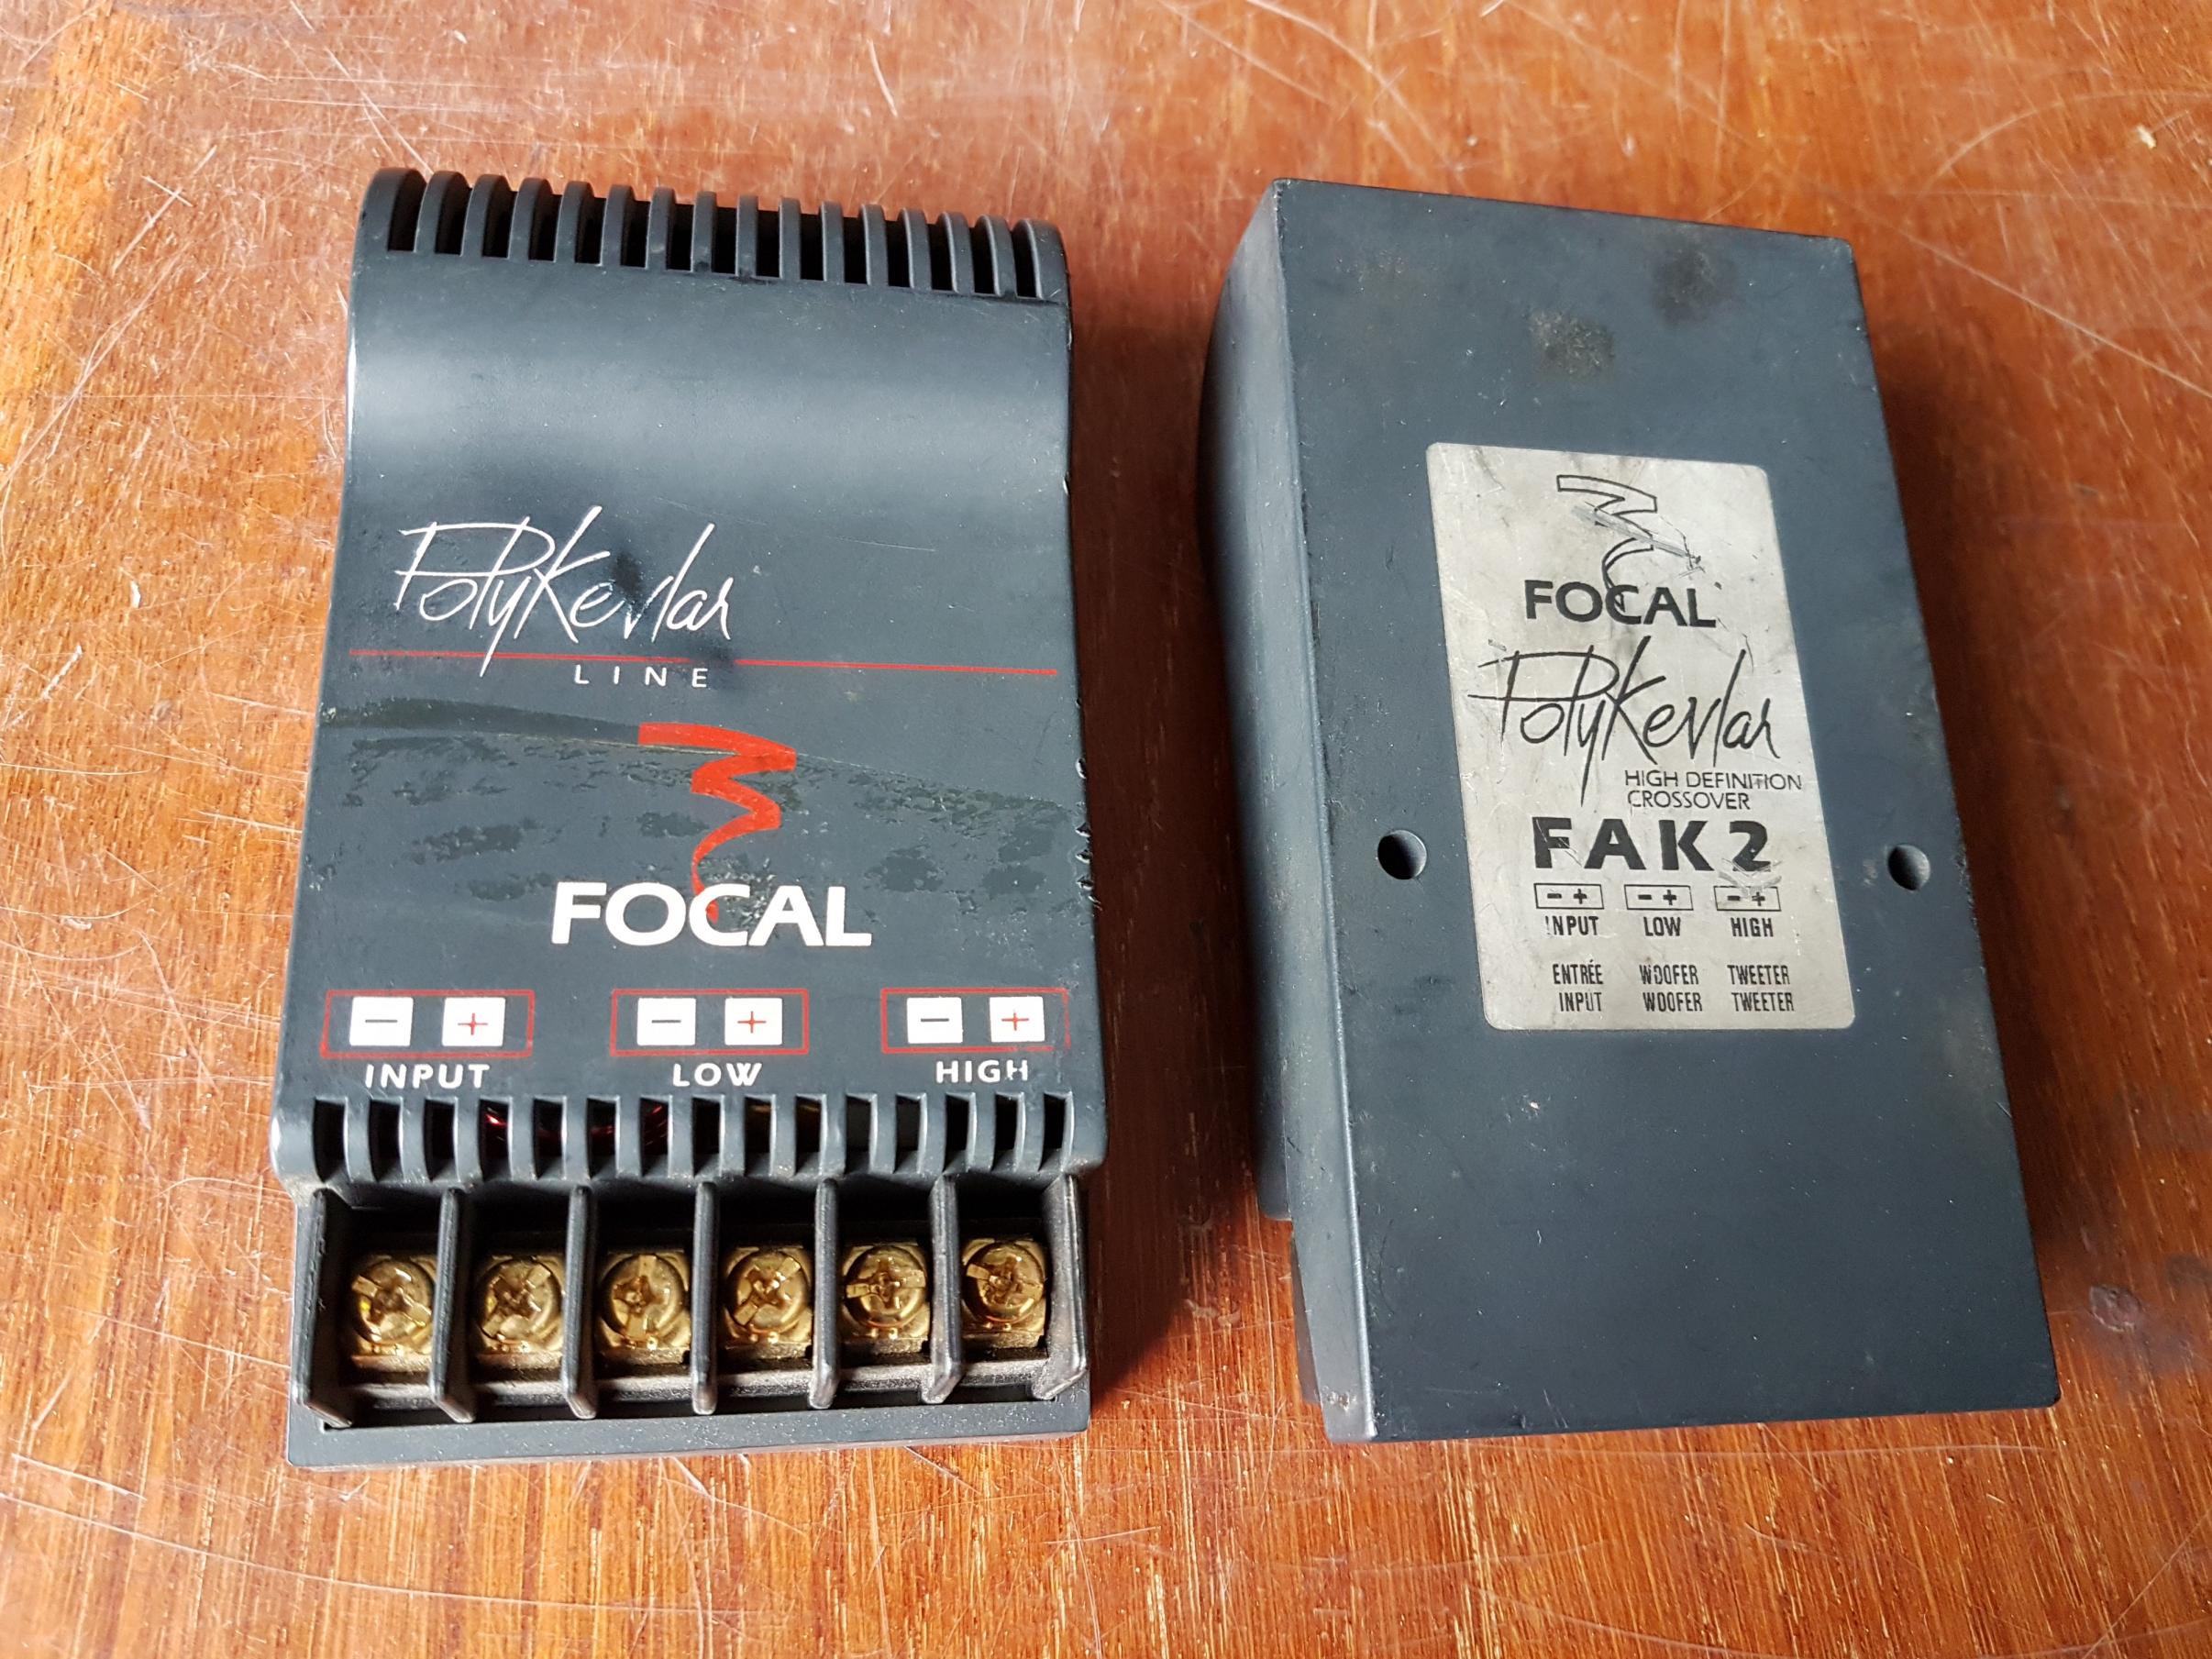 PolyKevlar
LINE
FOCAL
- + - + - +
INPUT LOW HIGH
FOCAL
PolyKevlar
HIGH DEFINITION
CROSSOVER
FAK2
- + - + - +
INPUT LOW HIGH
ENTRÉE WOOFER TWEETER
INPUT WOOFER TWEETER